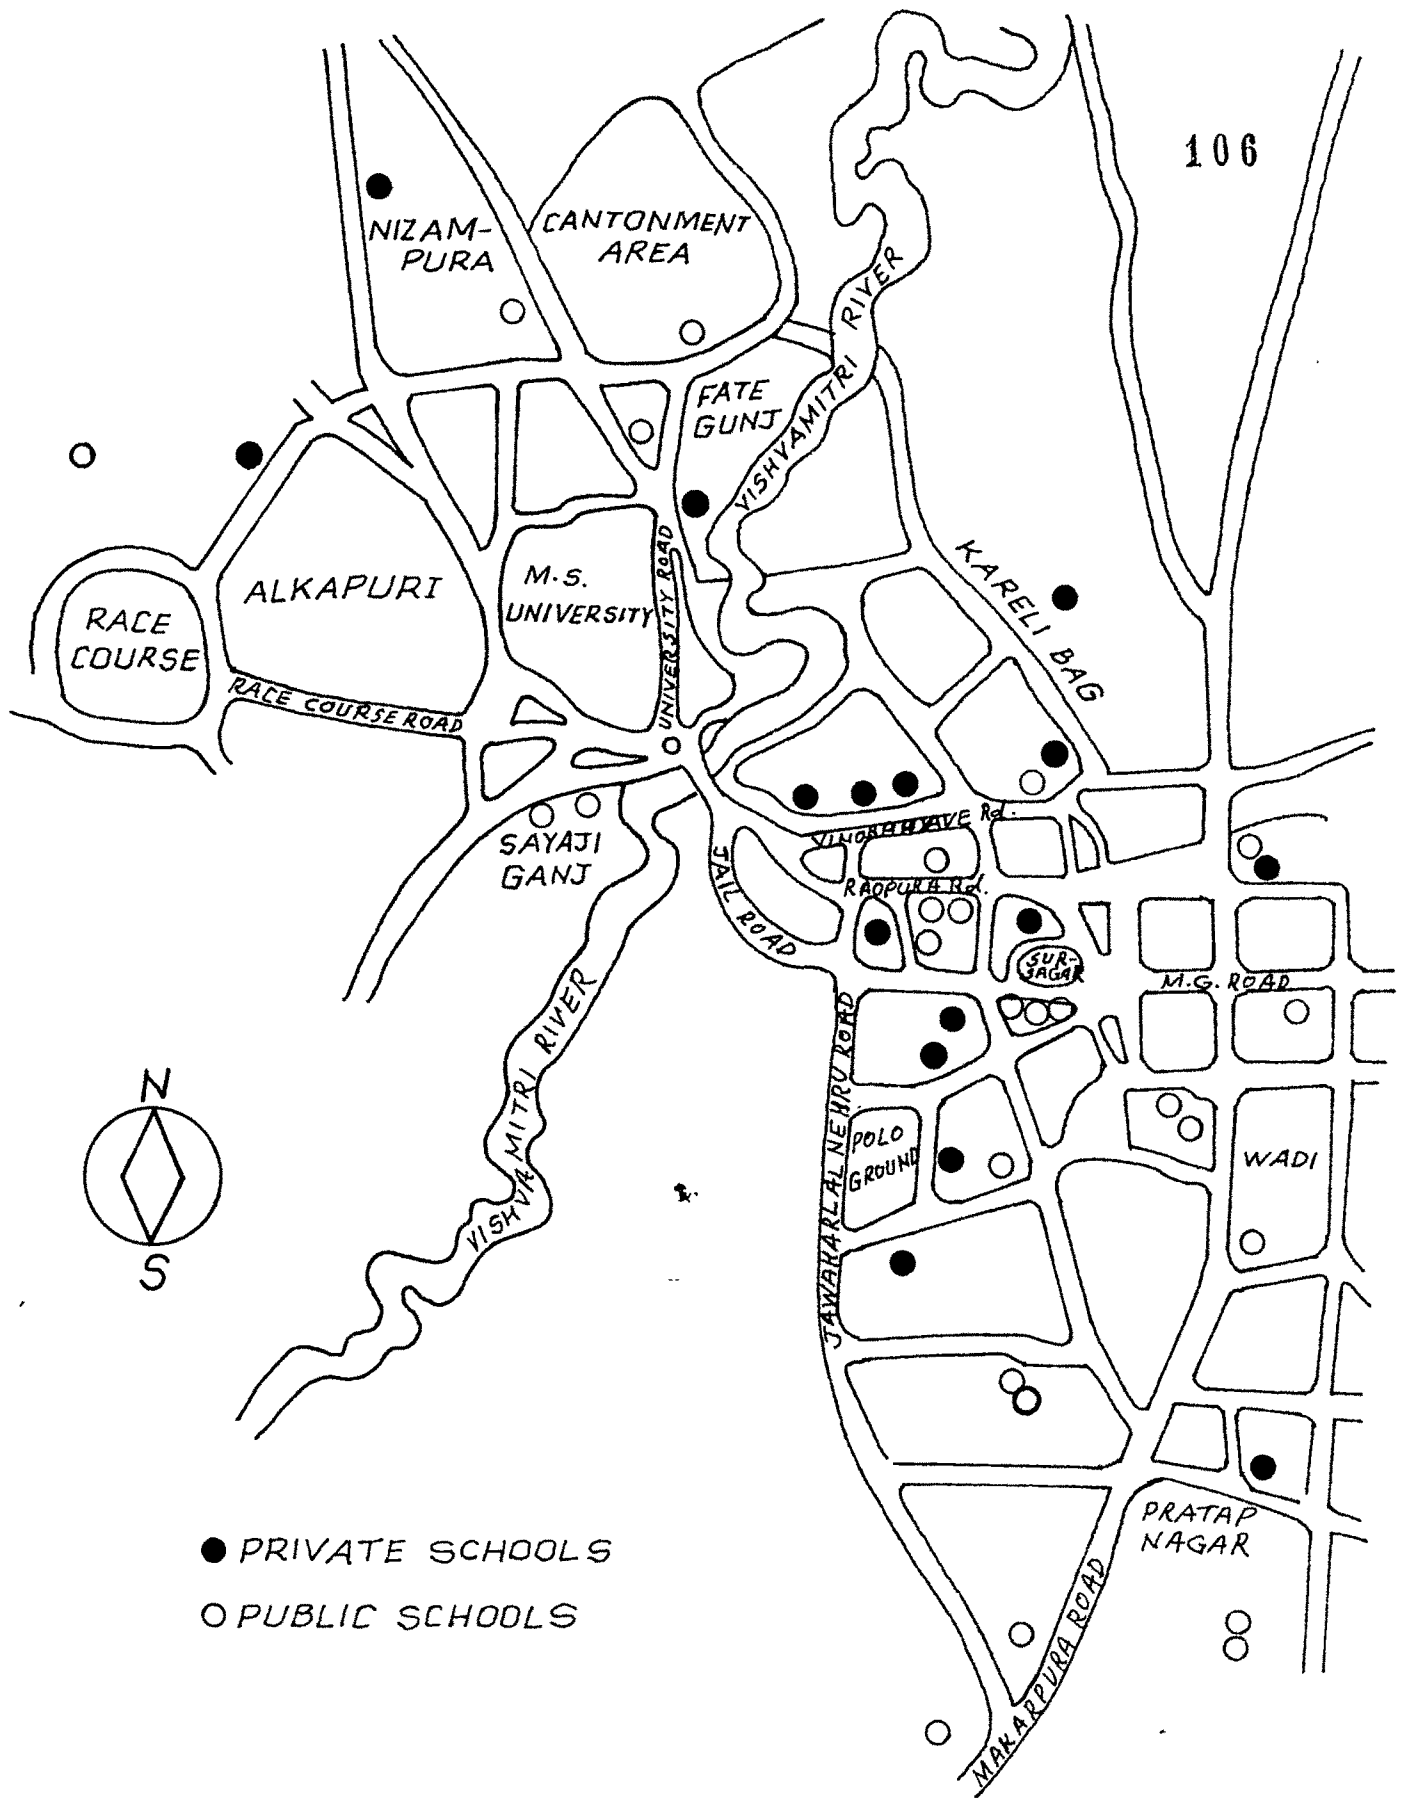 106
NIZAM-
PURA
CANTONMENT
AREA
VISHVAMITRI RIVER
FATE
GUNJ
KARELI BAG
ALKAPURI
M.S.
UNIVERSITY
UNIVERSITY ROAD
RACE
COURSE
RACE COURSE ROAD
SAYAJI
GANJ
VINOBABHAVE Rd.
RAOPURA Rd.
JAIL ROAD
SUR-
SAGAR
M.G. ROAD
VISHVAMITRI RIVER
JAWAHARLAL NEHRU ROAD
POLO
GROUND
WADI
N
S
PRATAP
NAGAR
MAKARPURA ROAD
PRIVATE SCHOOLS
PUBLIC SCHOOLS